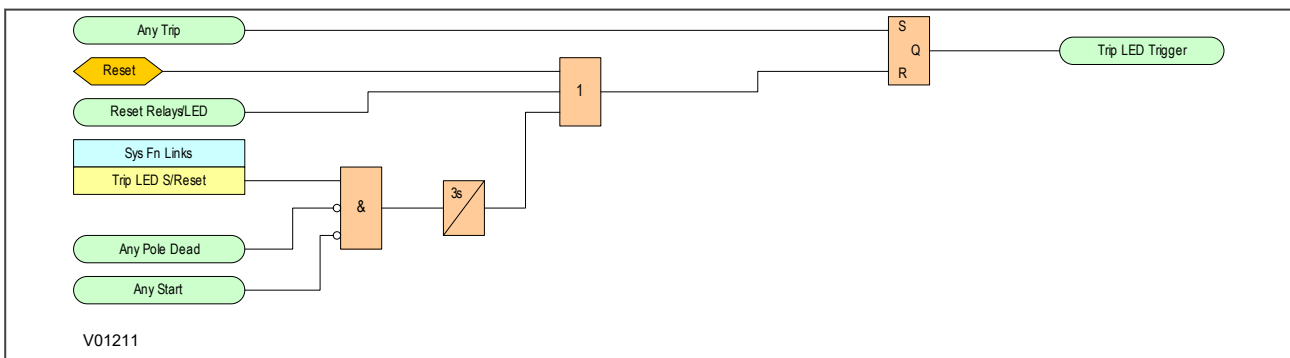 Any Trip
S
Q
R
Trip LED Trigger
Reset
1
Reset Relays/LED
Sys Fn Links
Trip LED S/Reset
&
3s
Any Pole Dead
Any Start
V01211